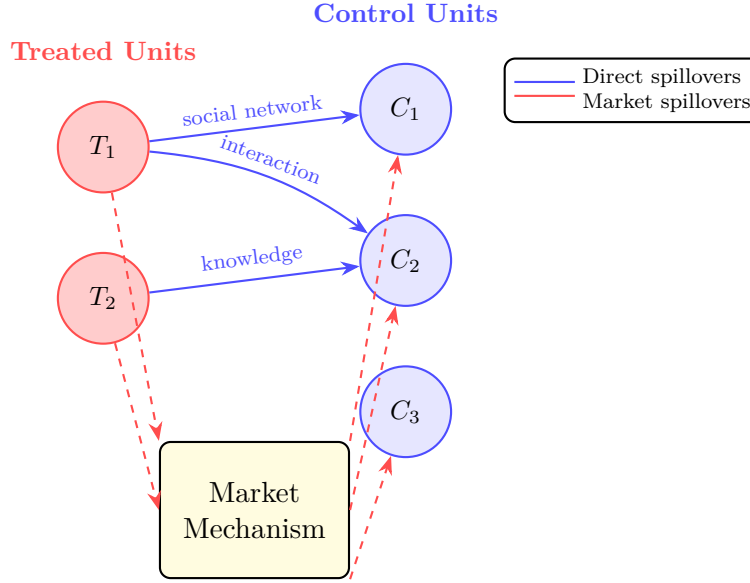 Control Units
Treated Units
Direct spillovers
Market spillovers
social network
C₁
T₁
interaction
knowledge
C₂
T₂
C₃
Market
Mechanism